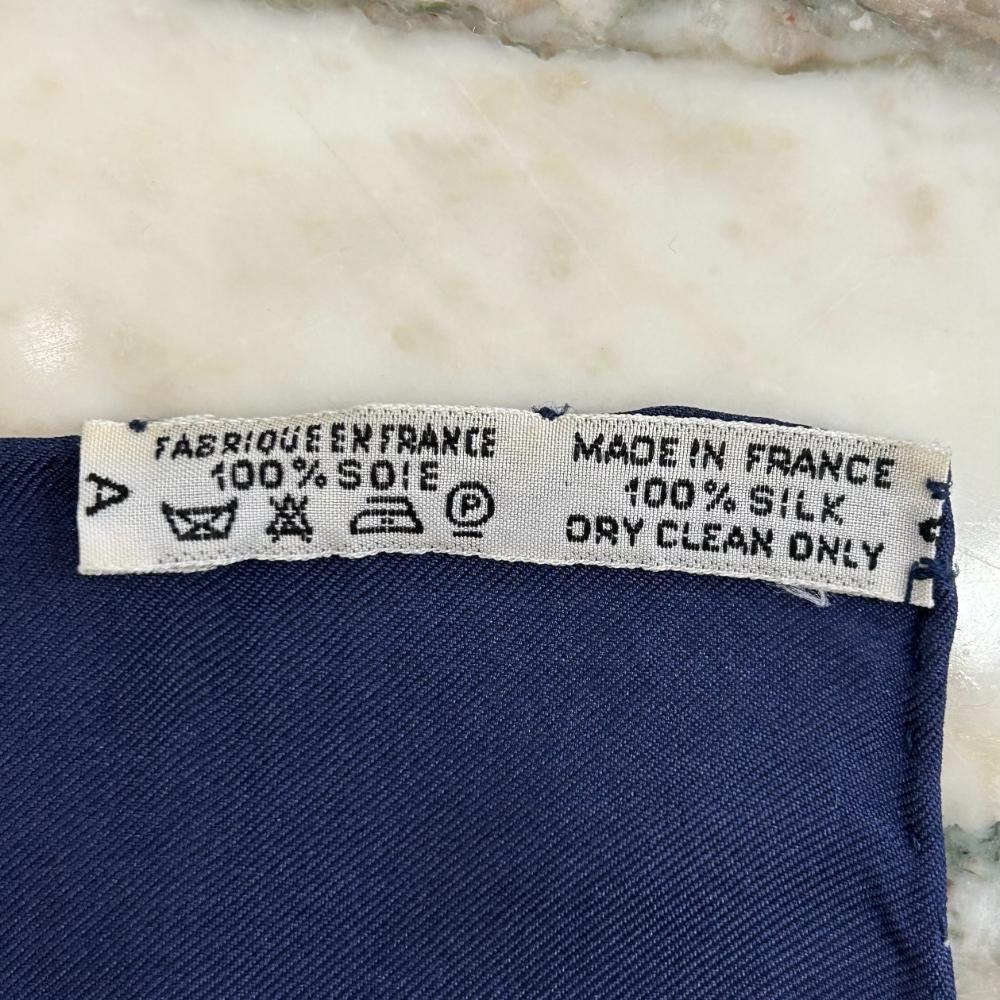 A
FABRIQUE EN FRANCE
100% SOIE
P
MADE IN FRANCE
100% SILK
DRY CLEAN ONLY